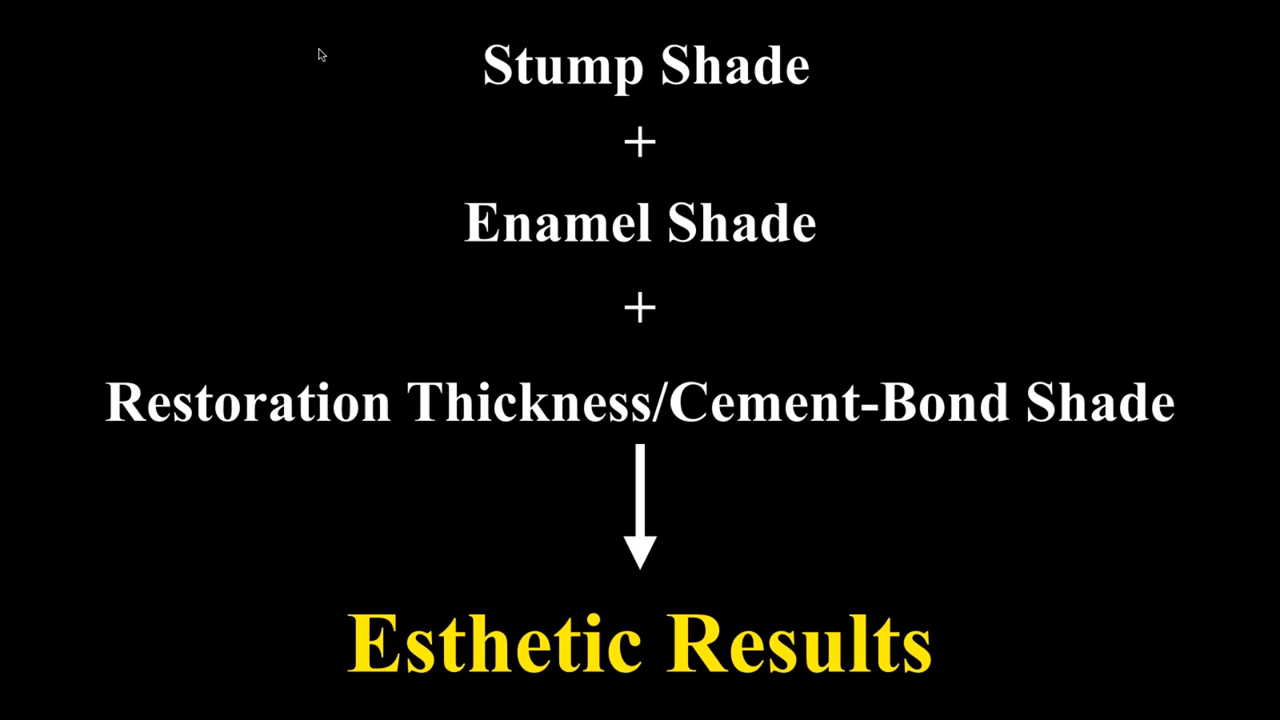 Stump Shade
+
Enamel Shade
+
Restoration Thickness/Cement-Bond Shade
Esthetic Results